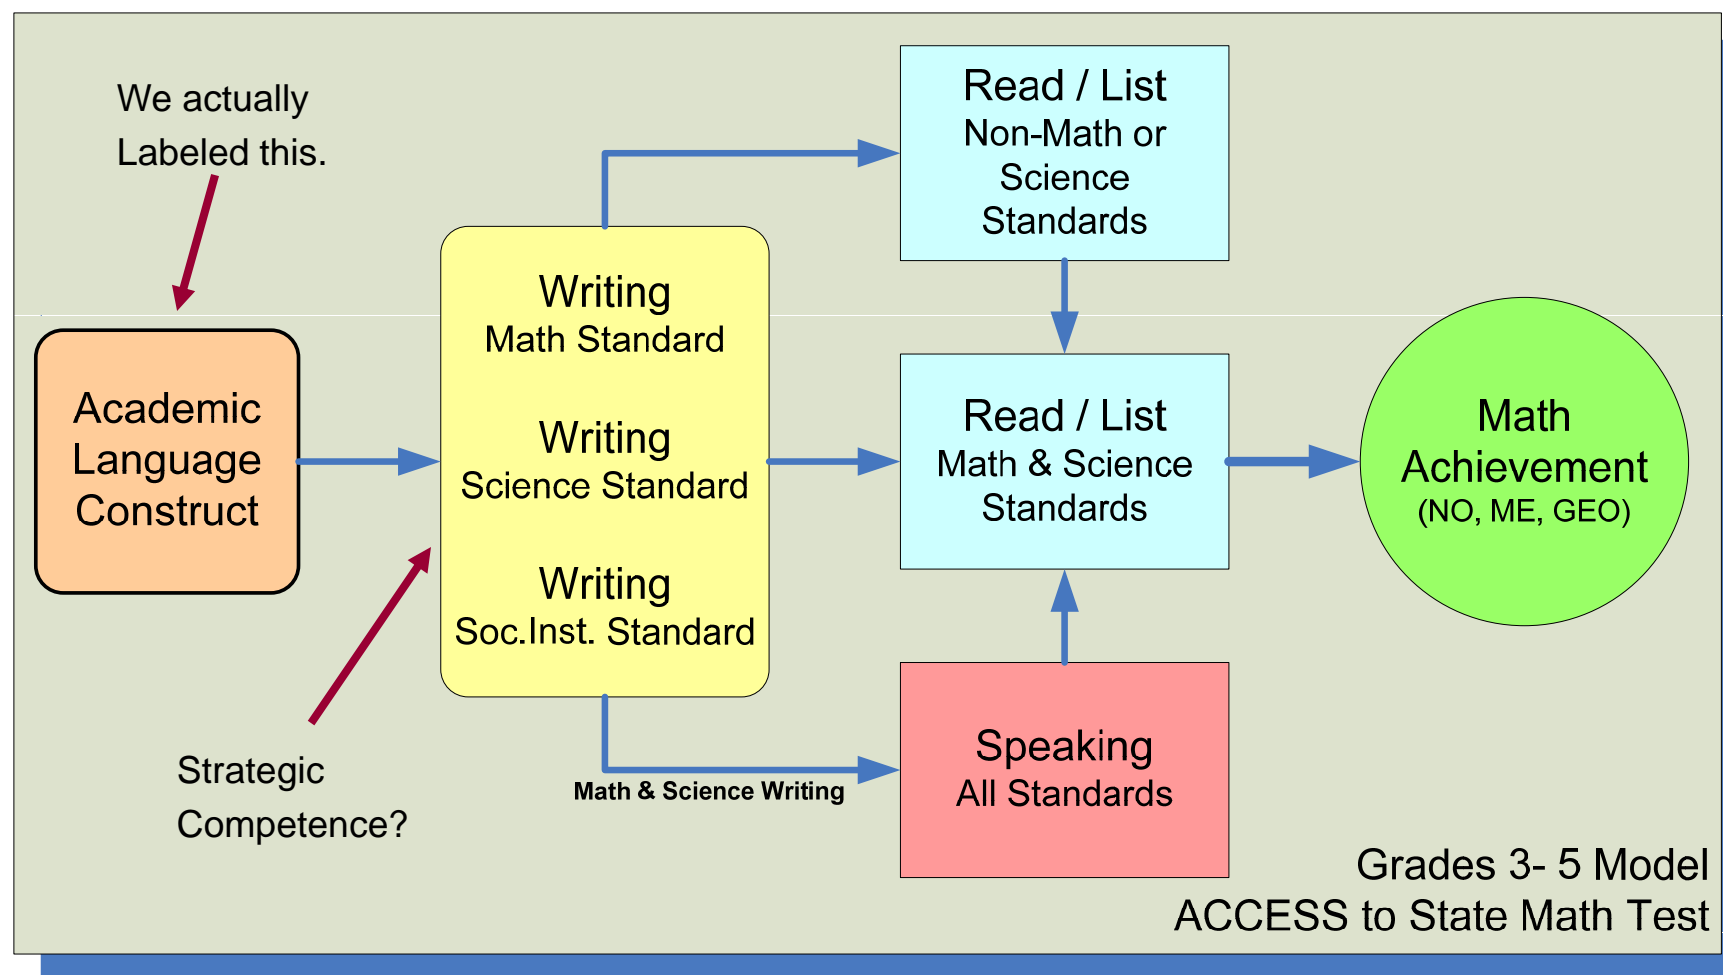 We actually
Labeled this.
Academic
Language
Construct
Strategic
Competence?
Writing
Math Standard
Writing
Science Standard
Writing
Soc.Inst. Standard
Math & Science Writing
Read / List
Non-Math or
Science
Standards
Read / List
Math & Science
Standards
Speaking
All Standards
Math
Achievement
(NO, ME, GEO)
Grades 3- 5 Model
ACCESS to State Math Test